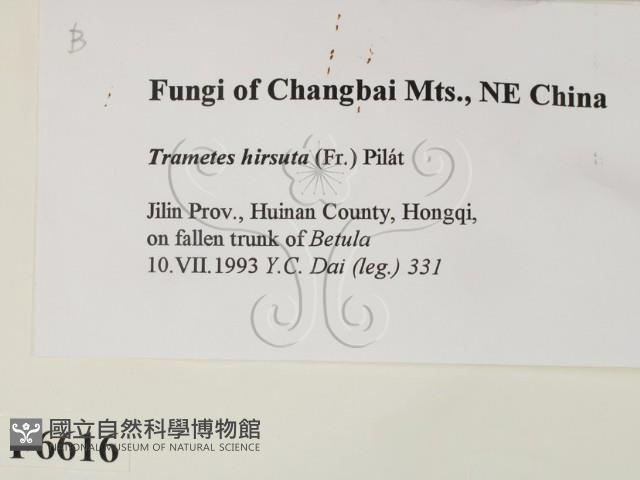 B
Fungi of Changbai Mts., NE China
Trametes hirsuta (Fr.) Pilát
Jilin Prov., Huinan County, Hongqi,
on fallen trunk of Betula
10.VII.1993 Y.C. Dai (leg.) 331
國立自然科學博物館
NATIONAL MUSEUM OF NATURAL SCIENCE
6616